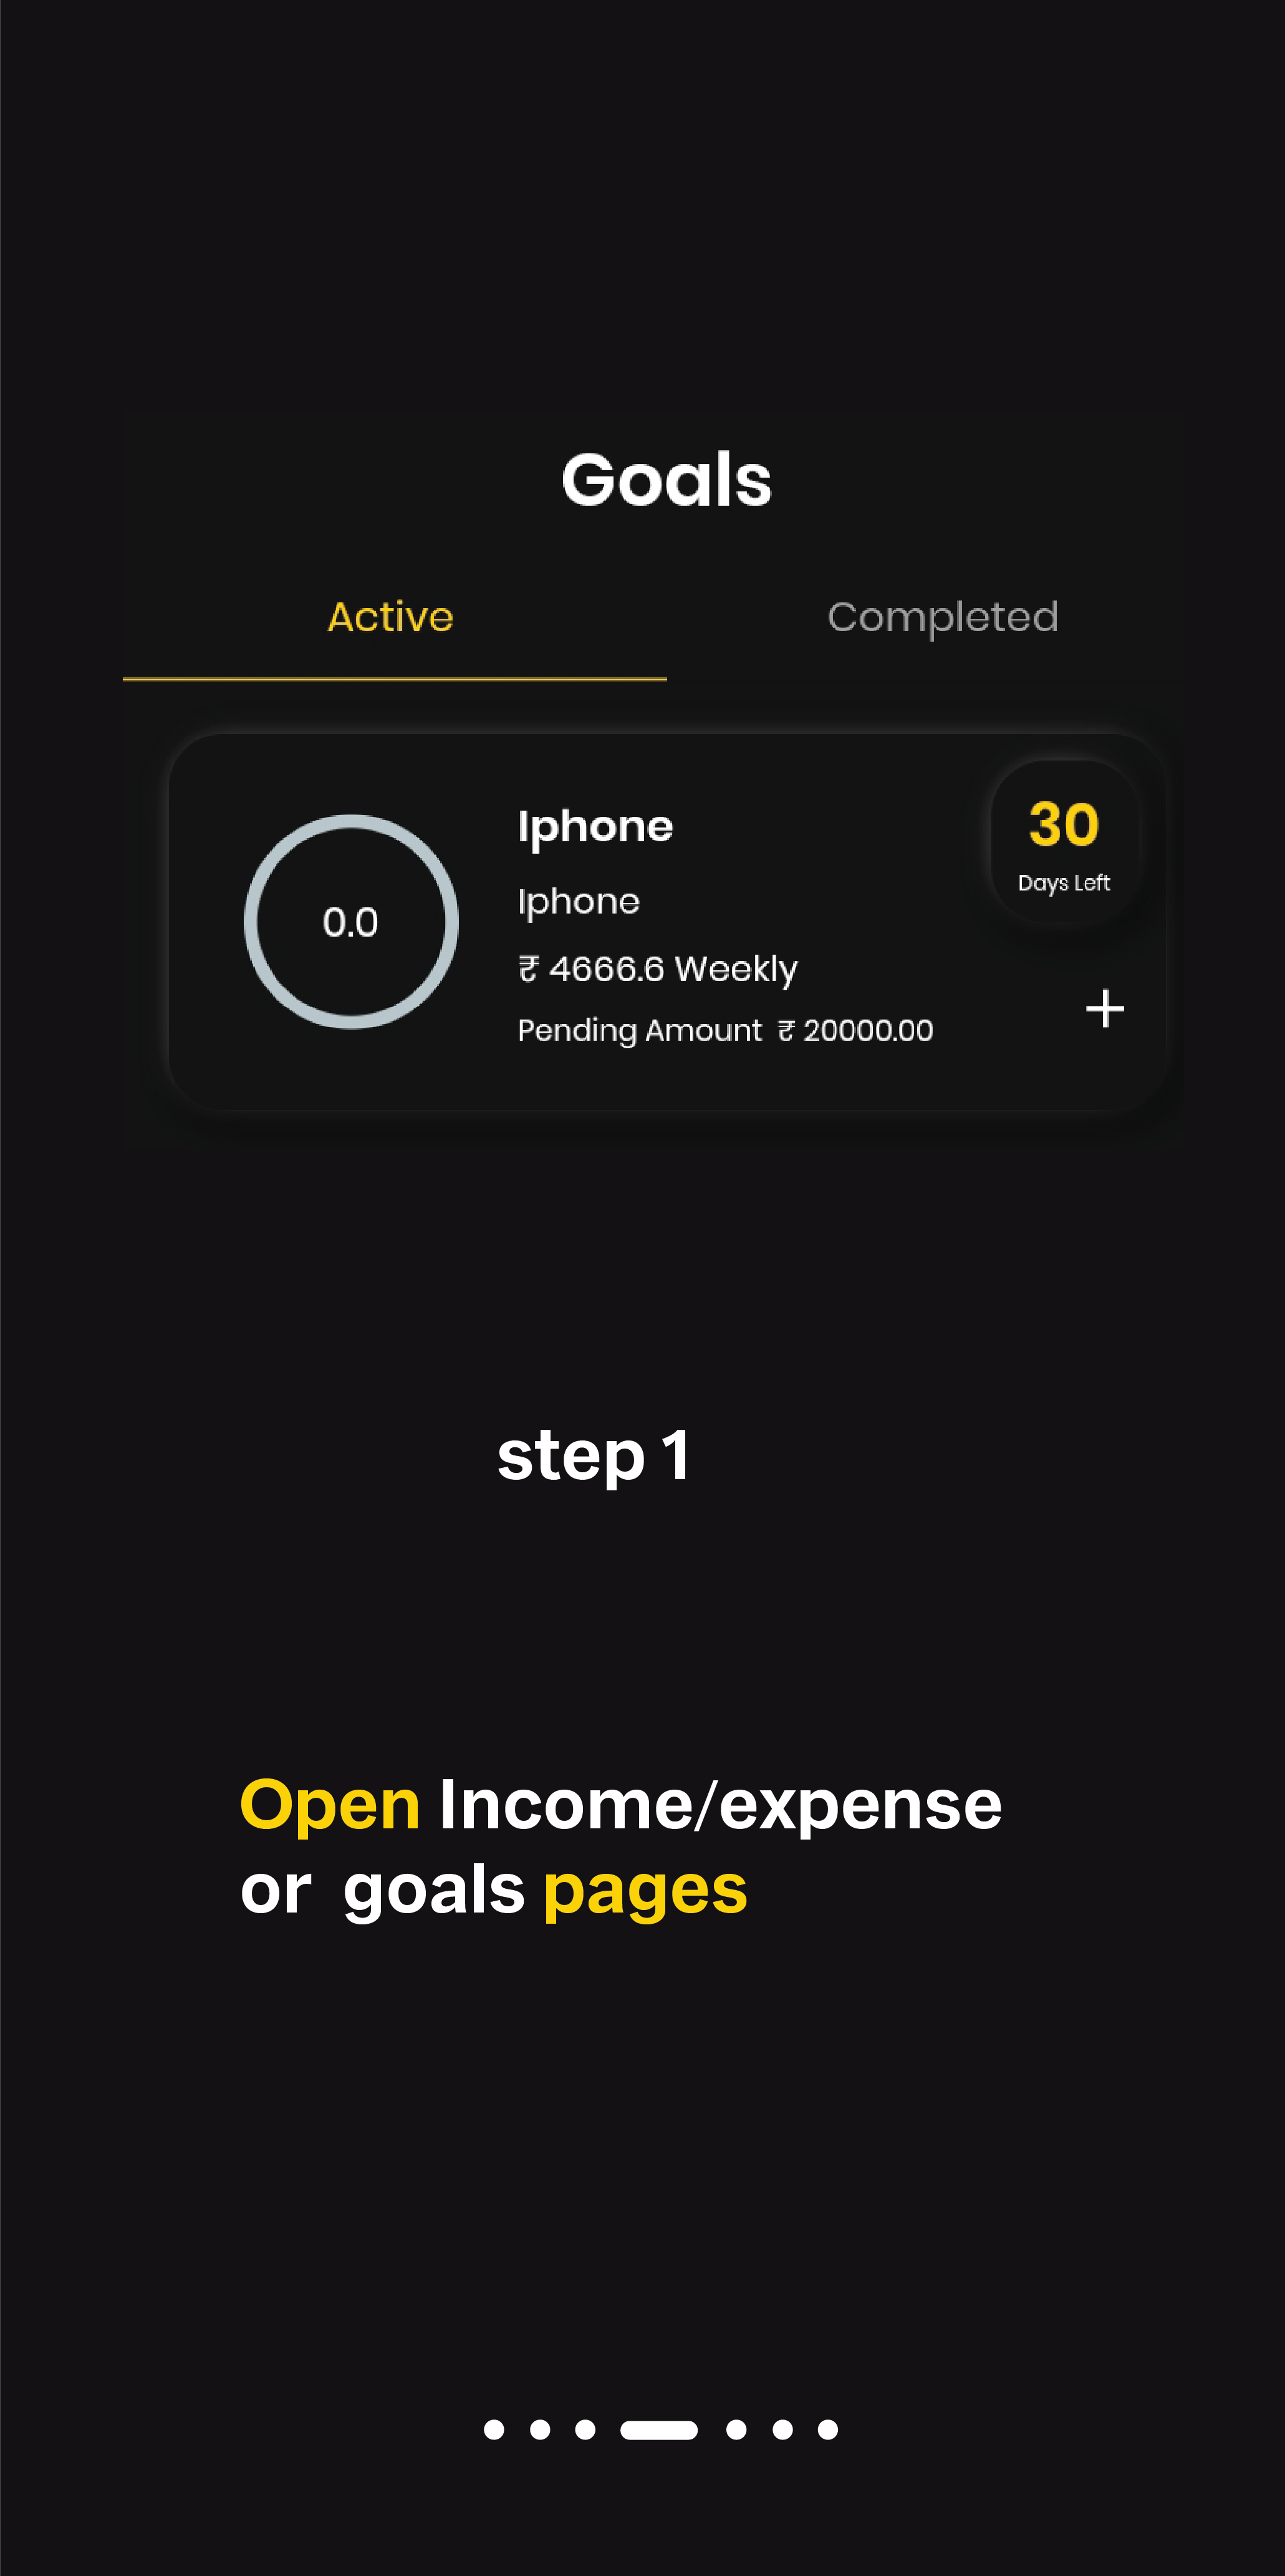 Goals
Active Completed
Iphone
30
Days Left
Iphone
0.0
₹ 4666.6 Weekly
Pending Amount ₹ 20000.00
+
step 1
Open Income/expense
or goals pages